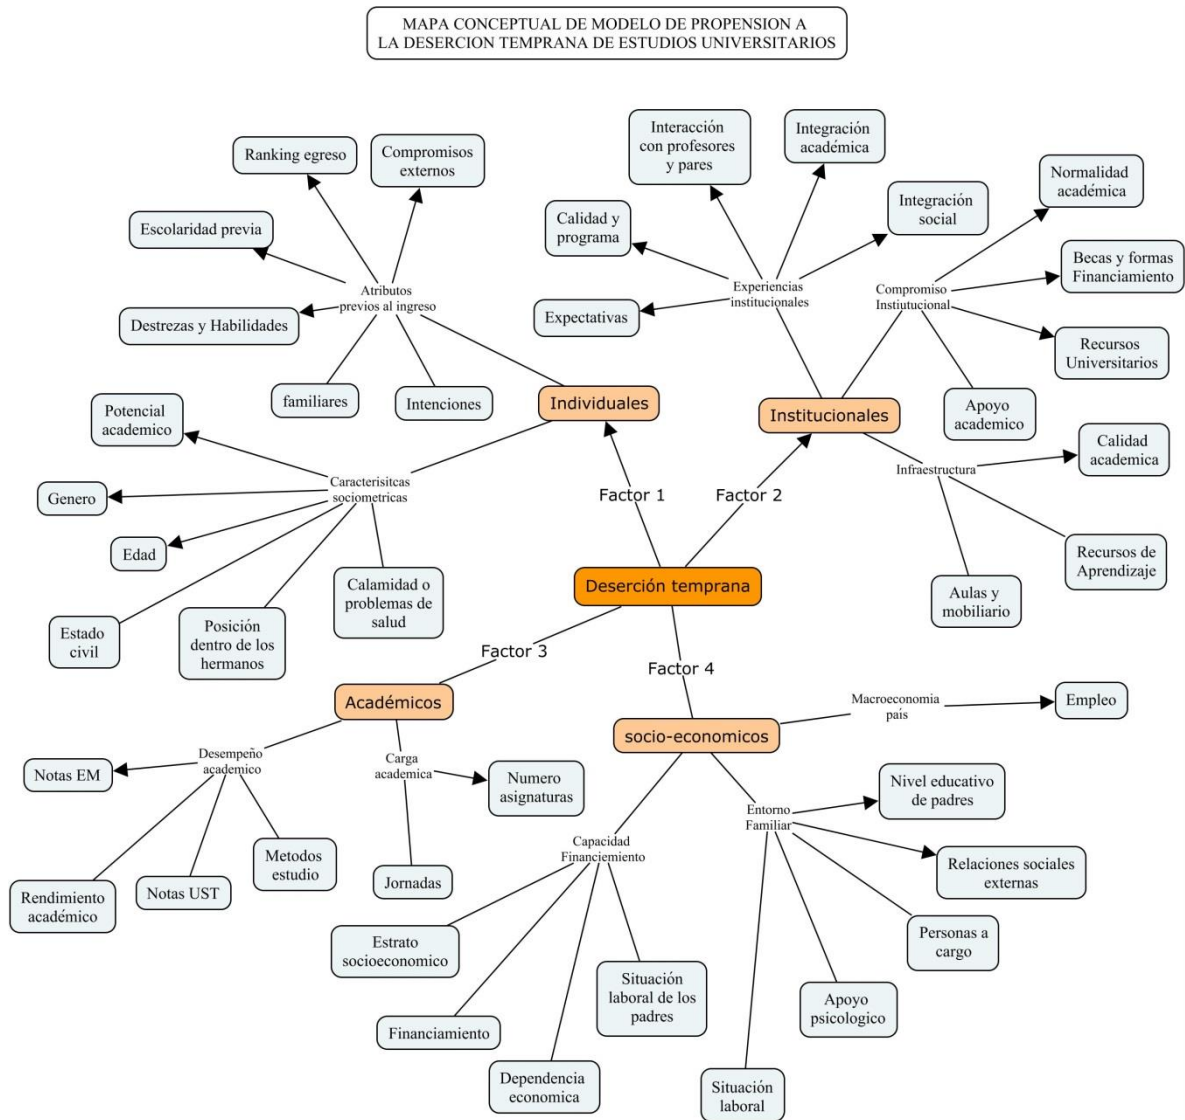 MAPA CONCEPTUAL DE MODELO DE PROPENSION A
LA DESERCION TEMPRANA DE ESTUDIOS UNIVERSITARIOS
Ranking egreso
Compromisos
externos
Escolaridad previa
Atributos
previos al ingreso
Destrezas y Habilidades
familiares
Intenciones
Interacción
con profesores
y pares
Integración
académica
Calidad y
programa
Integración
social
Experiencias
institucionales
Expectativas
Normalidad
académica
Becas y formas
Financiamiento
Compromiso
Instiutucional
Recursos
Universitarios
Apoyo
academico
Individuales
Institucionales
Potencial
academico
Caracterisitcas
sociometricas
Genero
Edad
Estado
civil
Posición
dentro de los
hermanos
Calamidad o
problemas de
salud
Infraestructura
Calidad
academica
Recursos de
Aprendizaje
Aulas y
mobiliario
Factor 1
Factor 2
Deserción temprana
Factor 3
Factor 4
Académicos
socio-economicos
Macroeconomia
país
Empleo
Desempeño
academico
Notas EM
Carga
academica
Numero
asignaturas
Rendimiento
académico
Notas UST
Metodos
estudio
Jornadas
Capacidad
Financiemiento
Estrato
socioeconomico
Financiamiento
Dependencia
economica
Situación
laboral de los
padres
Entorno
Familiar
Nivel educativo
de padres
Relaciones sociales
externas
Personas a
cargo
Apoyo
psicologico
Situación
laboral